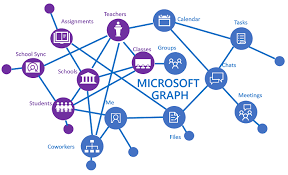 Teachers
Calendar
Assignments
Tasks
School Sync
Classes
Groups
Schools
Chats
MICROSOFT
GRAPH
Students
Me
Meetings
Files
Coworkers